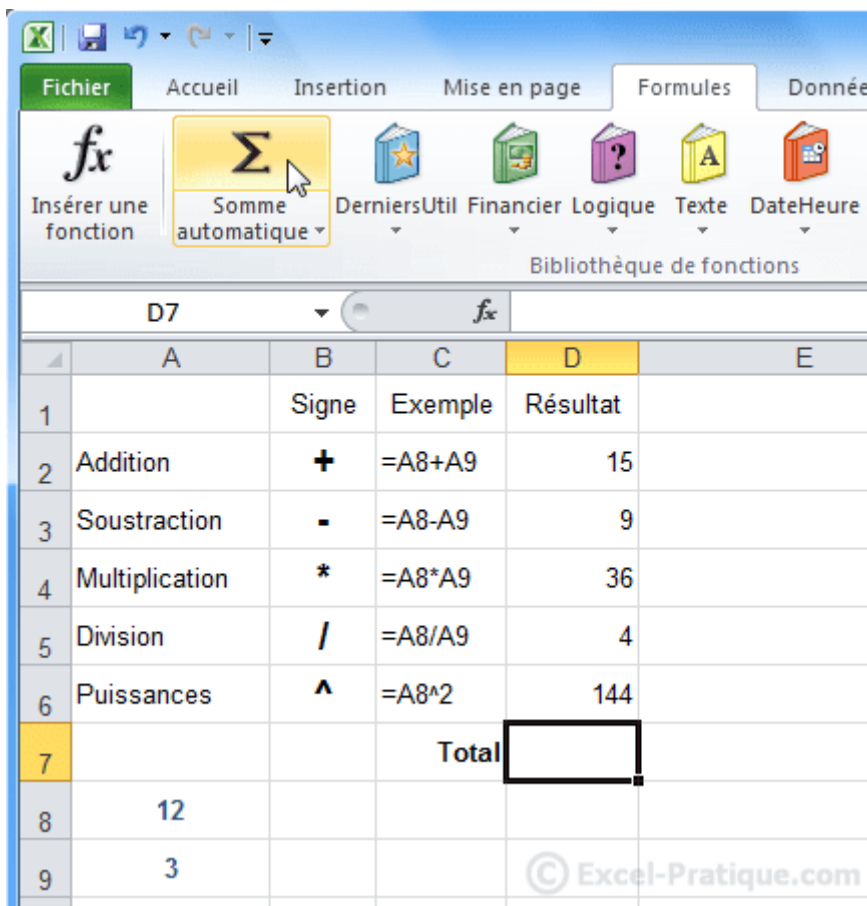 Fichier Accueil Insertion Mise en page Formules Donnée
fx Σ ? A
Insérer une fonction Somme automatique DerniersUtil Financier Logique Texte DateHeure
Bibliothèque de fonctions
D7 fx
A B C D E
1 Signe Exemple Résultat
2 Addition + =A8+A9 15
3 Soustraction - =A8-A9 9
4 Multiplication * =A8*A9 36
5 Division / =A8/A9 4
6 Puissances ^ =A8^2 144
7 Total
8 12
9 3
© Excel-Pratique.com